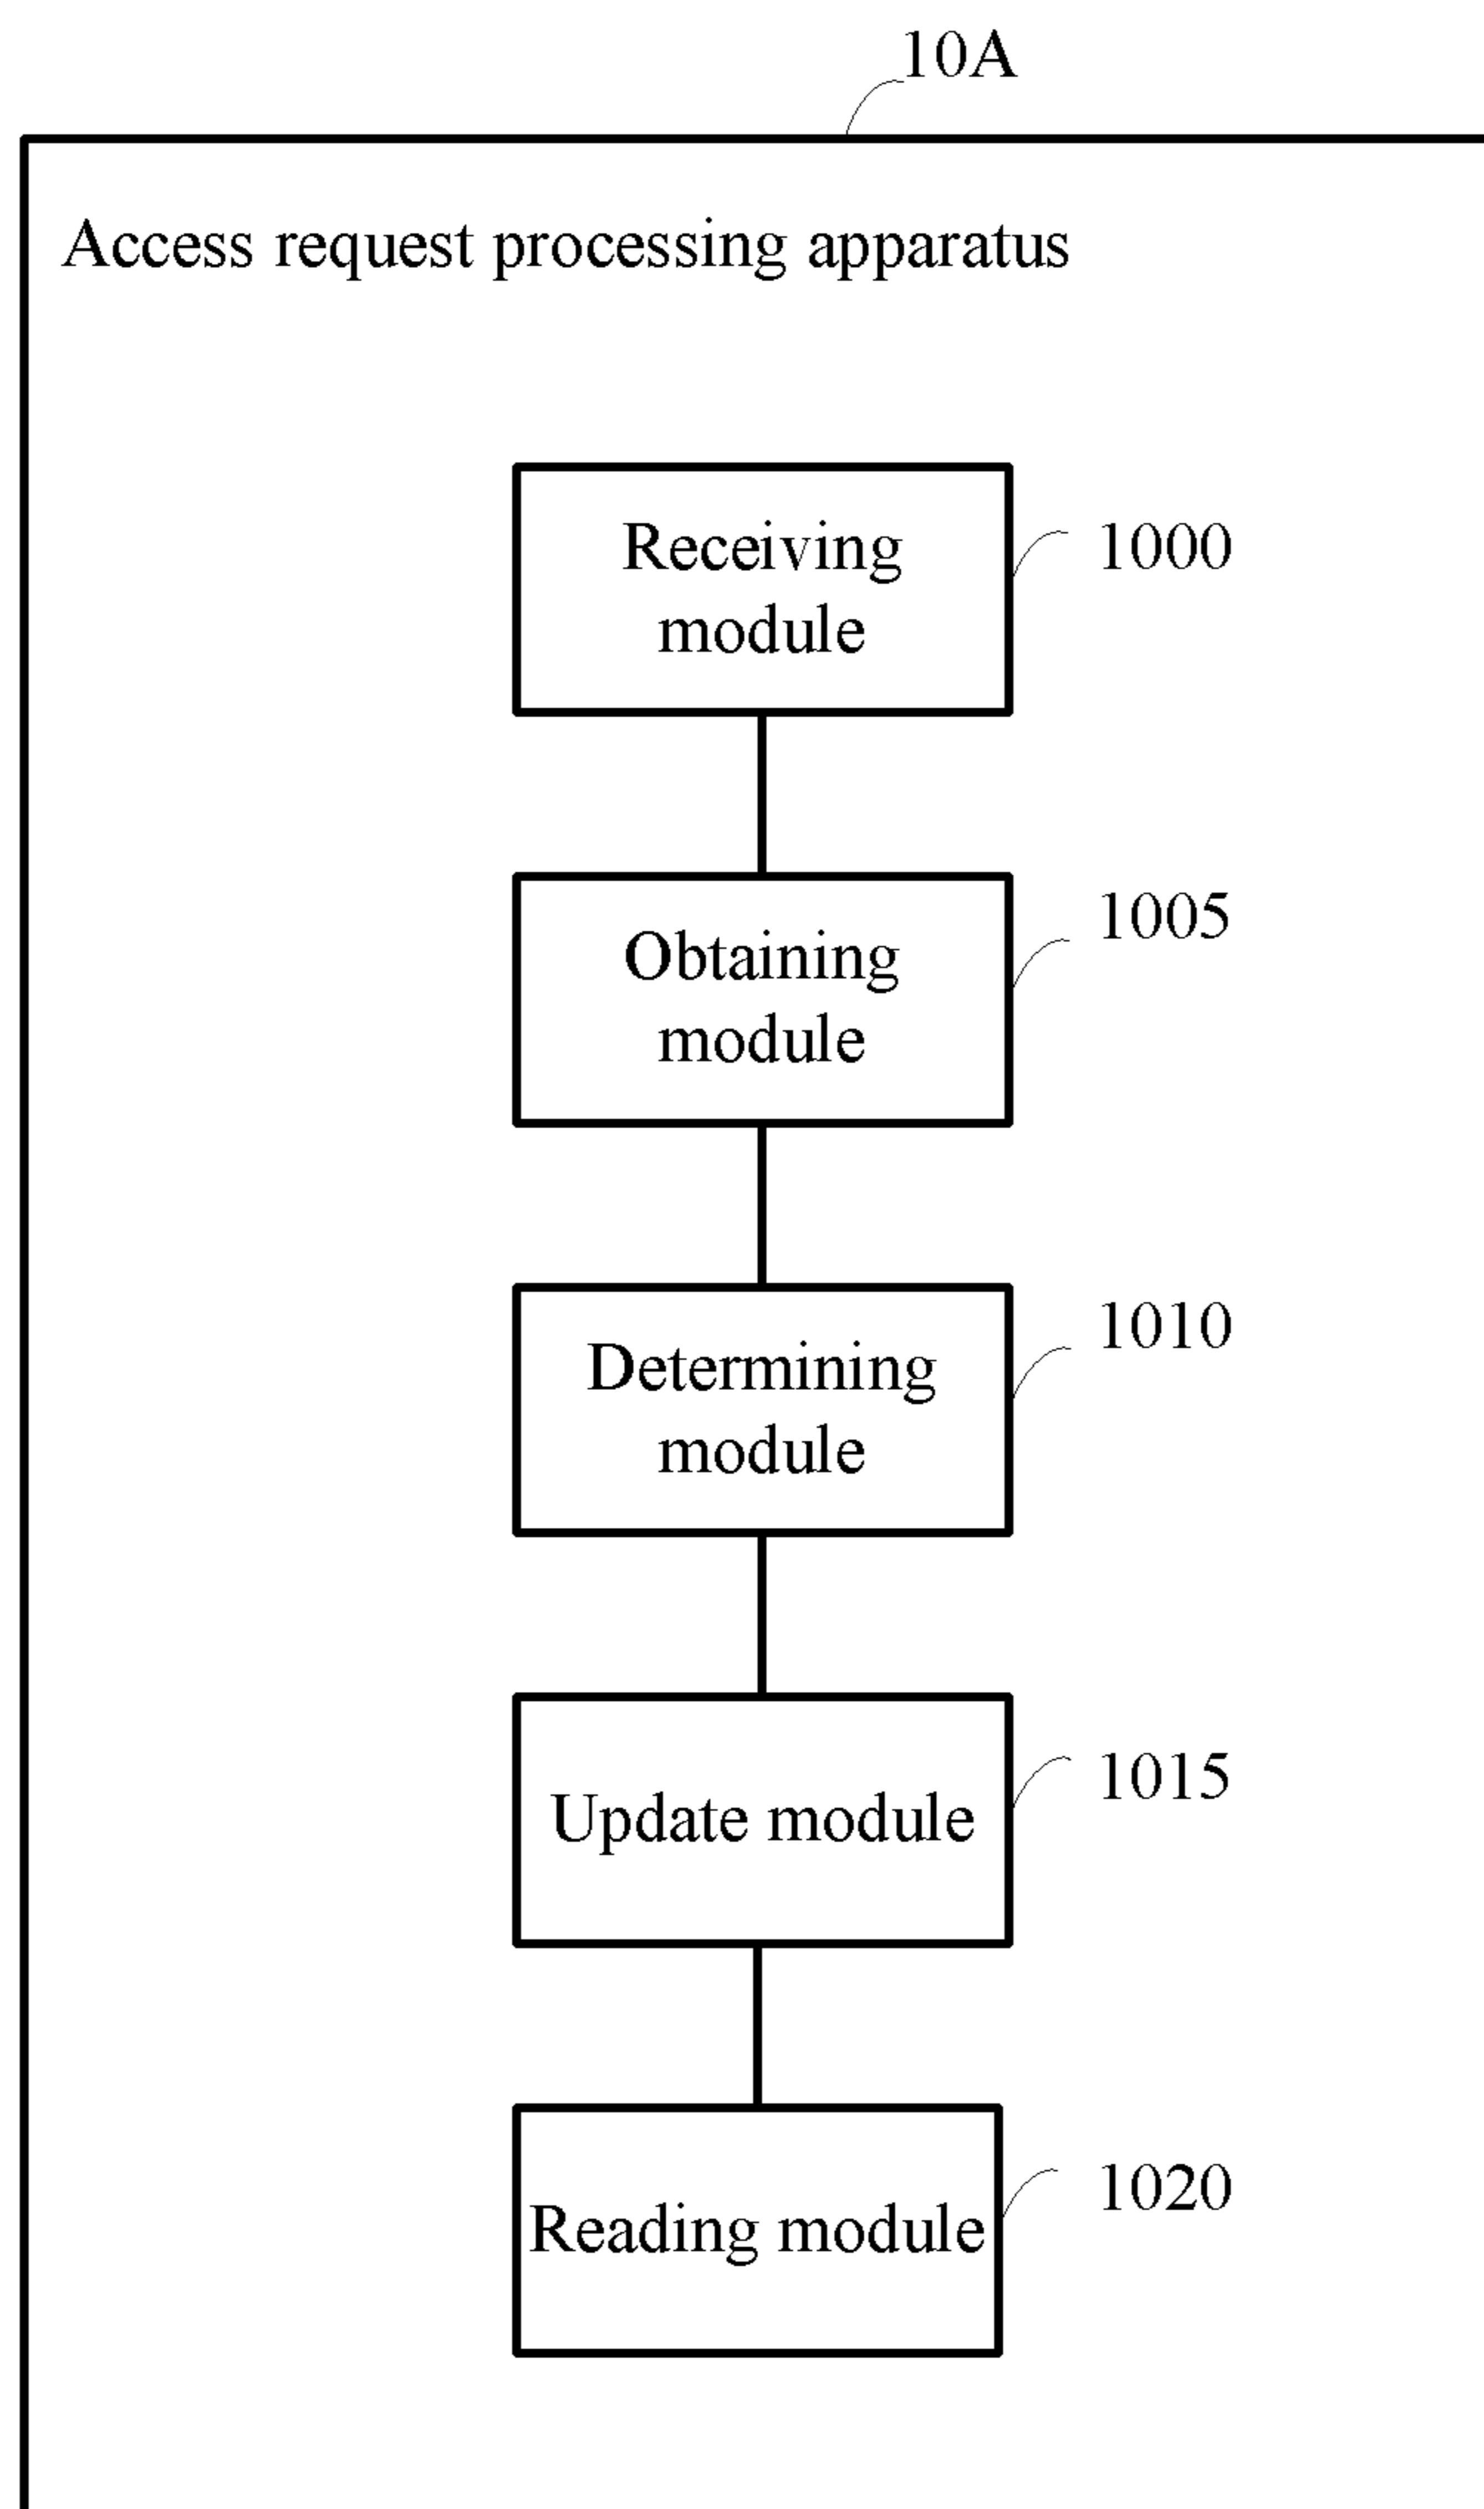 10A
Access request processing apparatus
Receiving
module
1000
Obtaining
module
1005
Determining
module
1010
Update module
1015
Reading module
1020